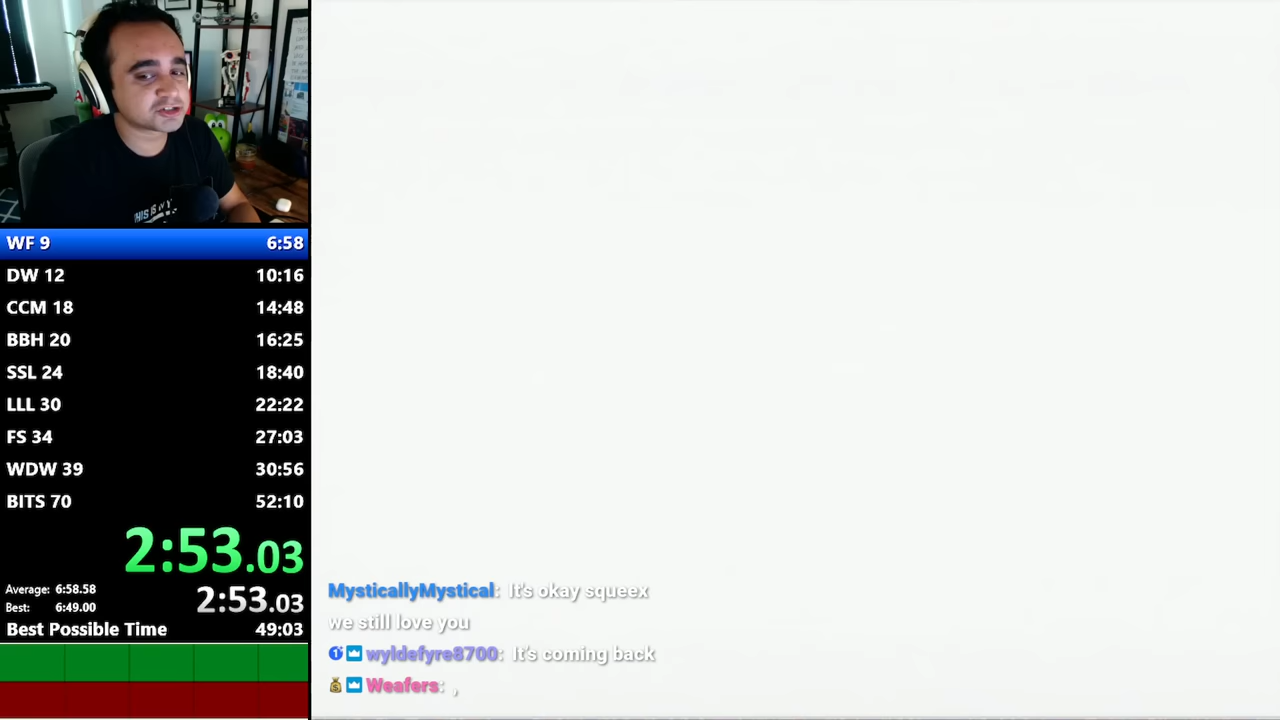 THIS IS MY
WF 9 6:58
DW 12 10:16
CCM 18 14:48
BBH 20 16:25
SSL 24 18:40
LLL 30 22:22
FS 34 27:03
WDW 39 30:56
BITS 70 52:10
2:53.03
Average: 6:58.58
Best: 6:49.00
2:53.03
Best Possible Time 49:03
MysticallyMystical: It's okay squeex
we still love you
wyldefyre8700: It's coming back
Weafers: ,